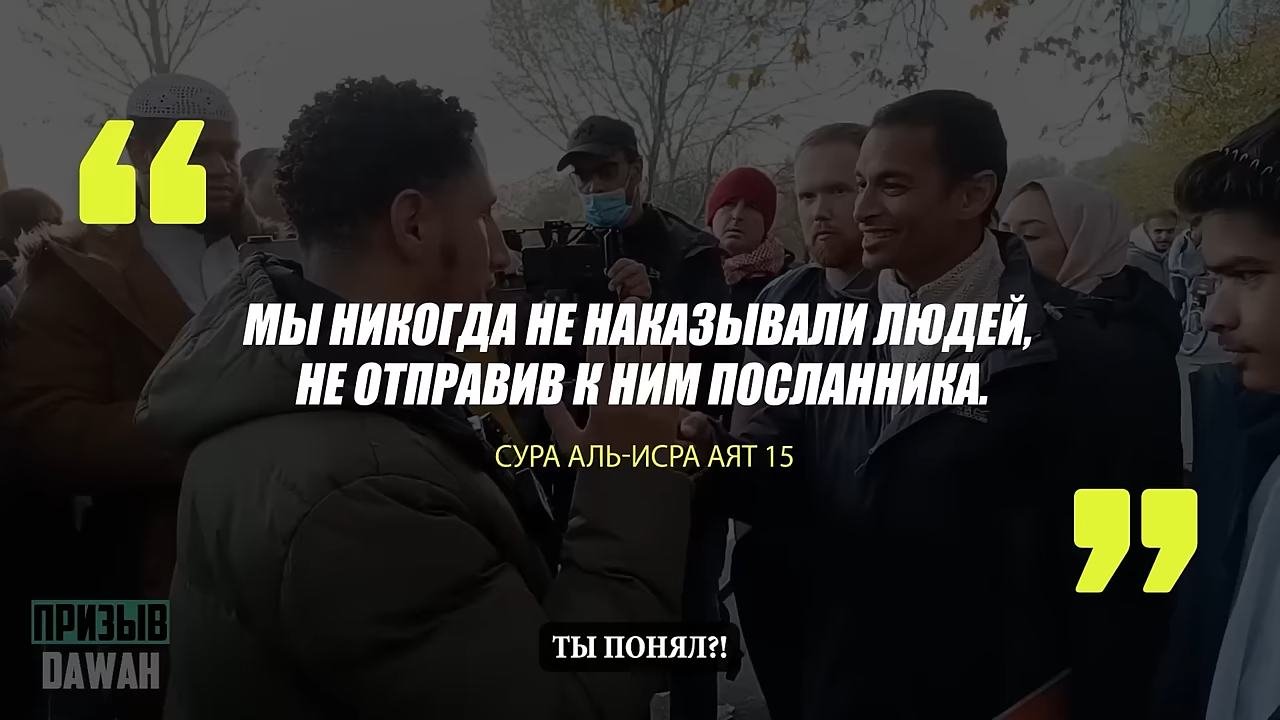 МЫ НИКОГДА НЕ НАКАЗЫВАЛИ ЛЮДЕЙ,
НЕ ОТПРАВИВ К НИМ ПОСЛАННИКА.
СУРА АЛЬ-ИСРА АЯТ 15
ТЫ ПОНЯЛ?!
ПРИЗЫВ
DAWAH